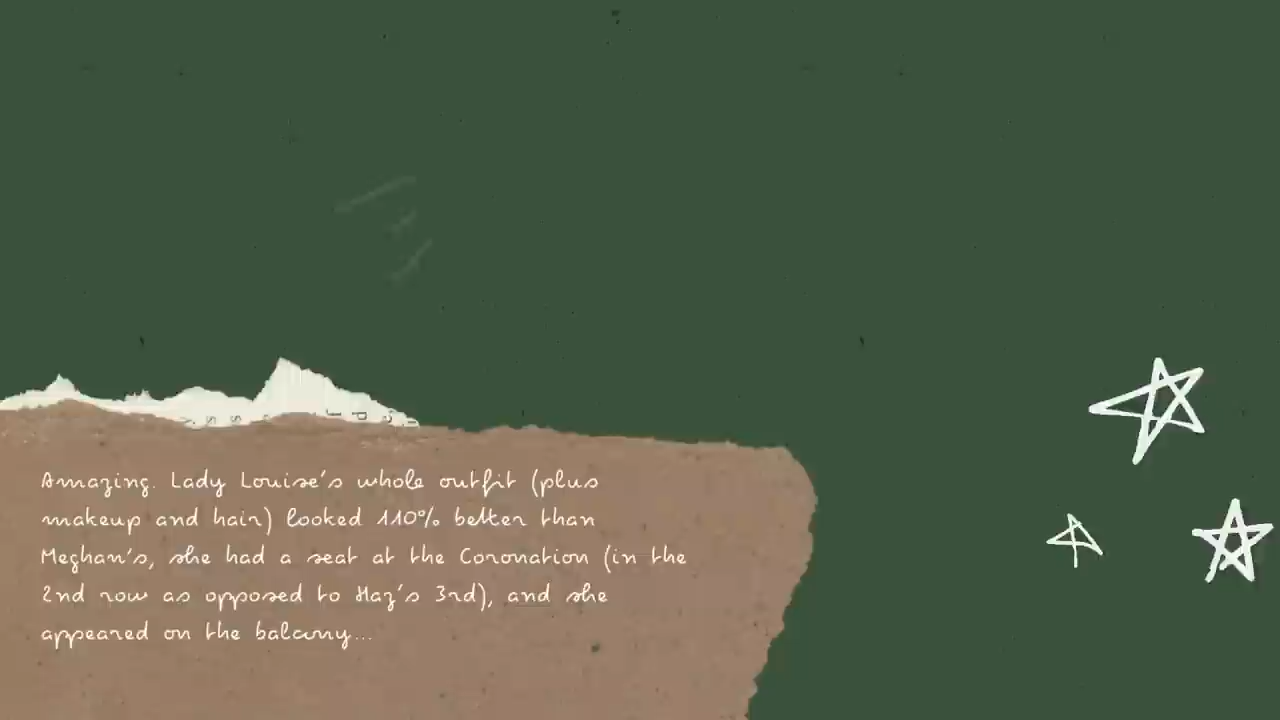 Amazing. Lady Louise's whole outfit (plus
makeup and hair) looked 110% better than
Meghan's, she had a seat at the Coronation (in the
2nd row as opposed to Haz's 3rd), and she
appeared on the balcony...